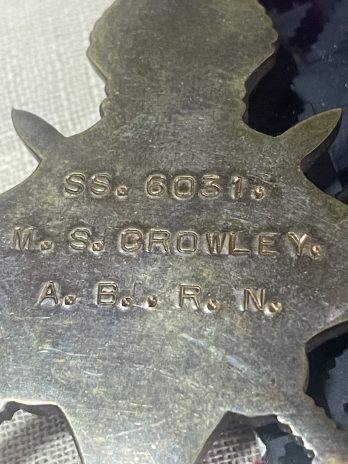 SS. 6031.
M. S. CROWLEY.
A. B., R. N.